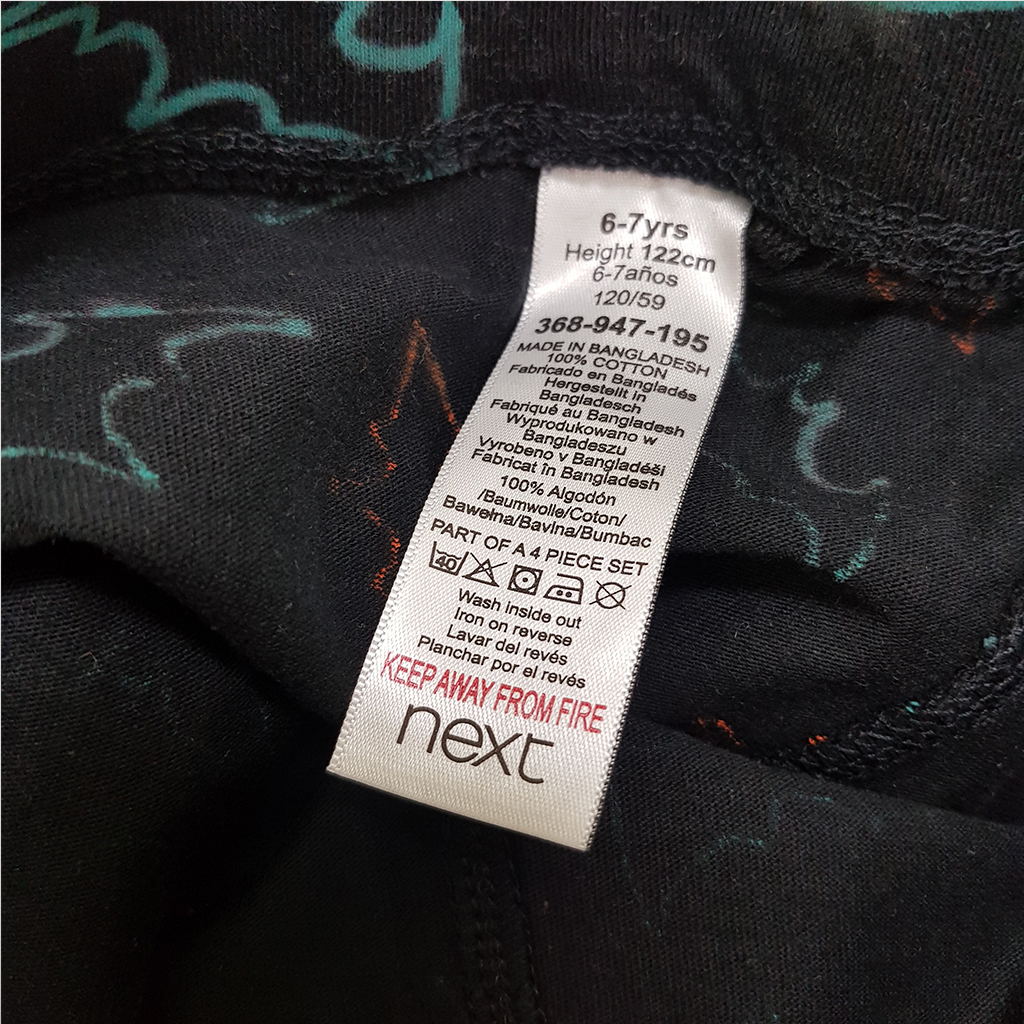 6-7yrs
Height 122cm
6-7años
120/59
368-947-195
MADE IN BANGLADESH
100% COTTON
Fabricado en Bangladés
Hergestellt in
Bangladesch
Fabriqué au Bangladesh
Wyprodukowano w
Bangladeszu
Vyrobeno v Bangladéši
Fabricat în Bangladesh
100% Algodón
/Baumwolle/Coton/
Bawełna/Bavlna/Bumbac
PART OF A 4 PIECE SET
40
Wash inside out
Iron on reverse
Lavar del revés
Planchar por el revés
KEEP AWAY FROM FIRE
next